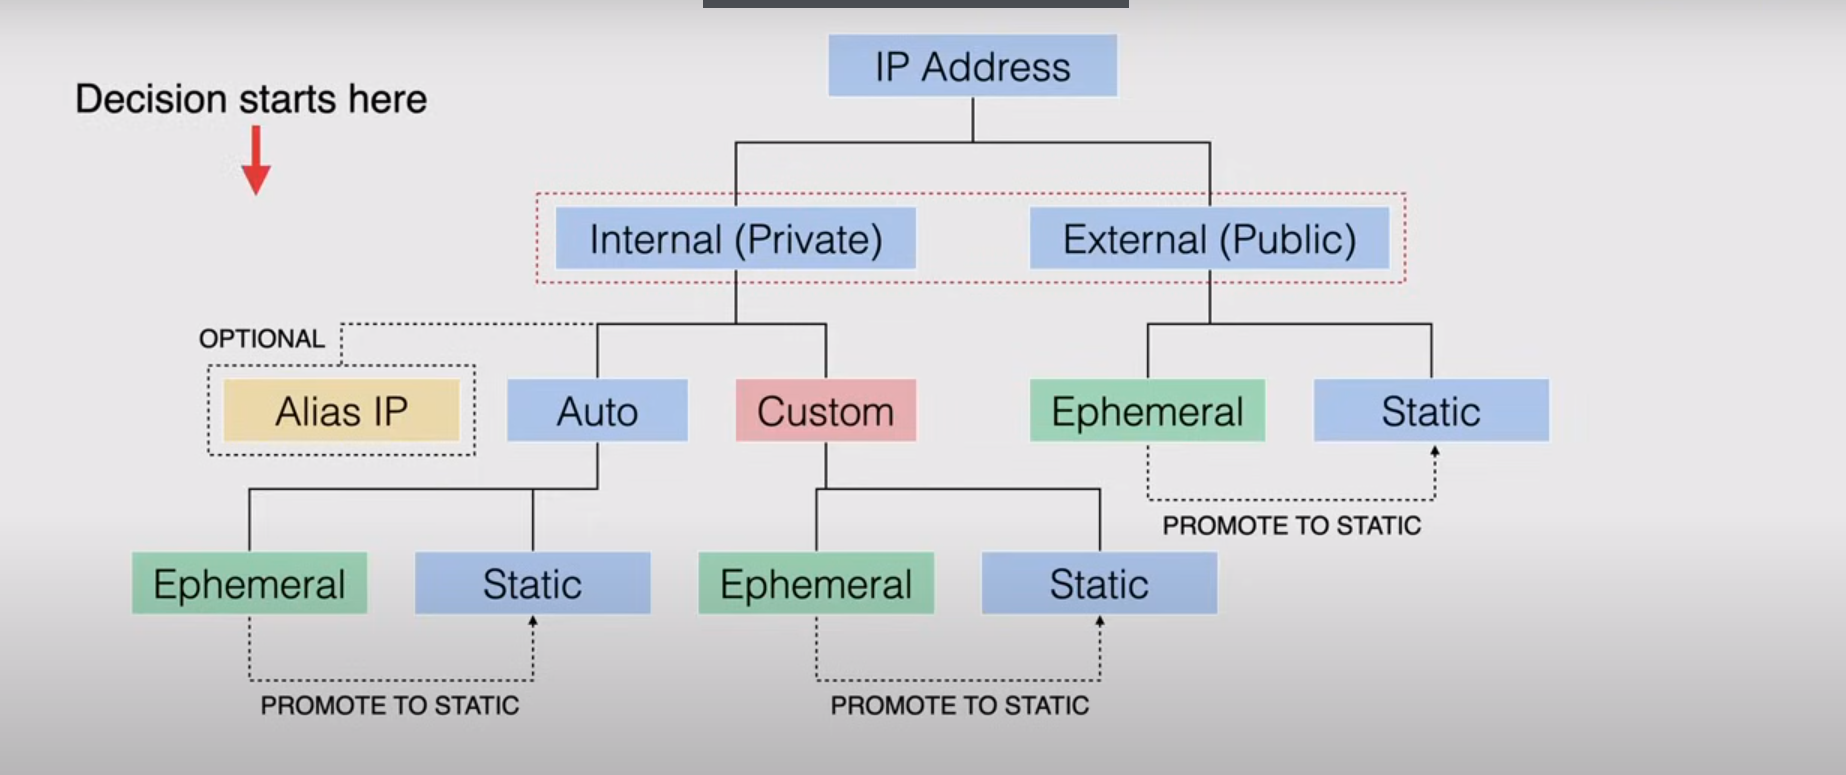 IP Address
Decision starts here
Internal (Private)
External (Public)
OPTIONAL
Alias IP
Auto
Custom
Ephemeral
Static
PROMOTE TO STATIC
Ephemeral
Static
Ephemeral
Static
PROMOTE TO STATIC
PROMOTE TO STATIC